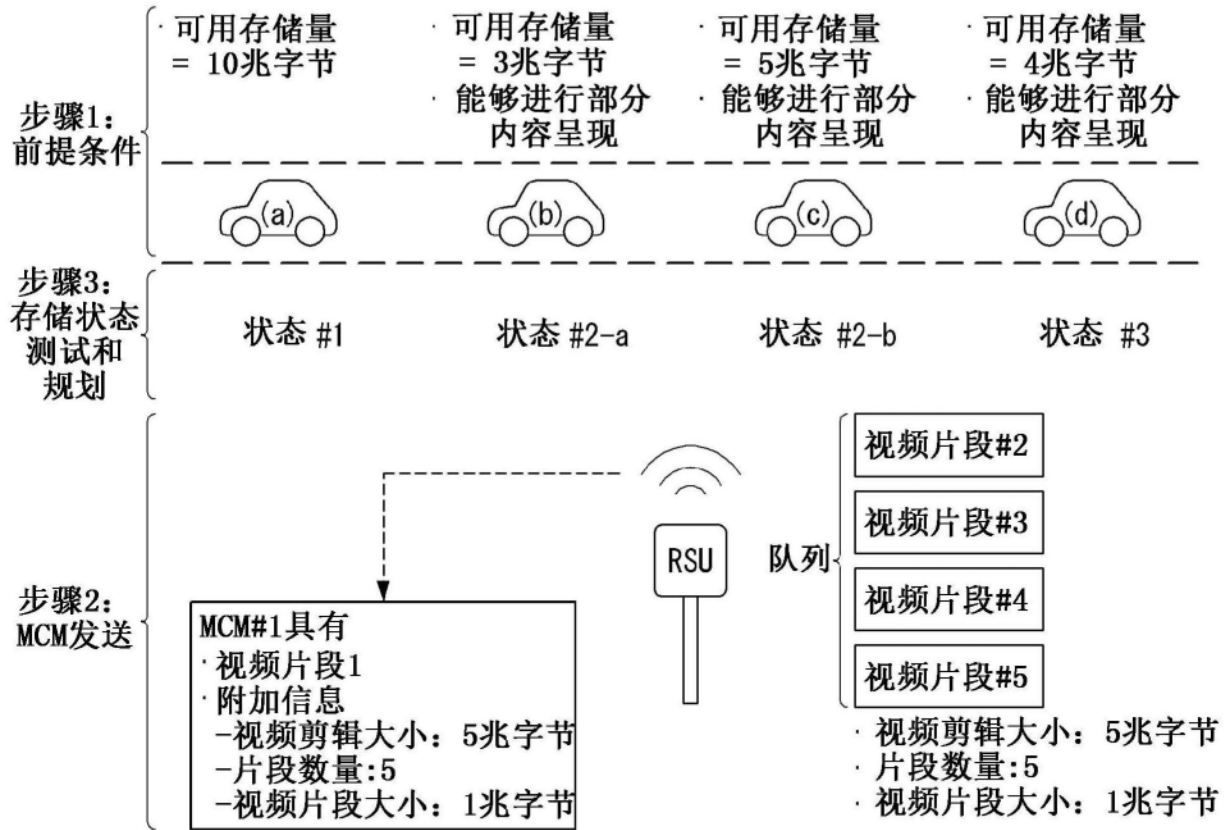 · 可用存储量
= 10兆字节
· 可用存储量
= 3兆字节
· 能够进行部分
内容呈现
· 可用存储量
= 5兆字节
· 能够进行部分
内容呈现
· 可用存储量
= 4兆字节
· 能够进行部分
内容呈现
步骤1:
前提条件
(a)
(b)
(c)
(d)
步骤3:
存储状态
测试和
规划
状态 #1
状态 #2-a
状态 #2-b
状态 #3
步骤2:
MCM发送
MCM#1具有
· 视频片段1
· 附加信息
-视频剪辑大小: 5兆字节
-片段数量:5
-视频片段大小: 1兆字节
RSU
队列
视频片段#2
视频片段#3
视频片段#4
视频片段#5
· 视频剪辑大小: 5兆字节
· 片段数量:5
· 视频片段大小: 1兆字节